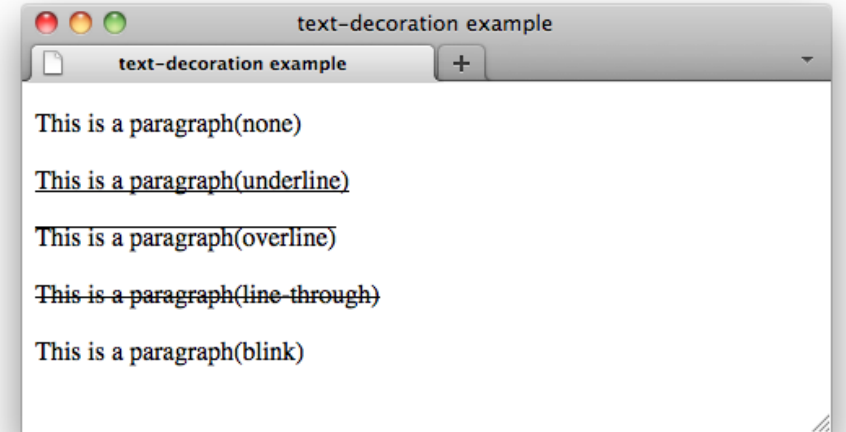 text-decoration example
text-decoration example
This is a paragraph(none)
This is a paragraph(underline)
This is a paragraph(overline)
This is a paragraph(line-through)
This is a paragraph(blink)